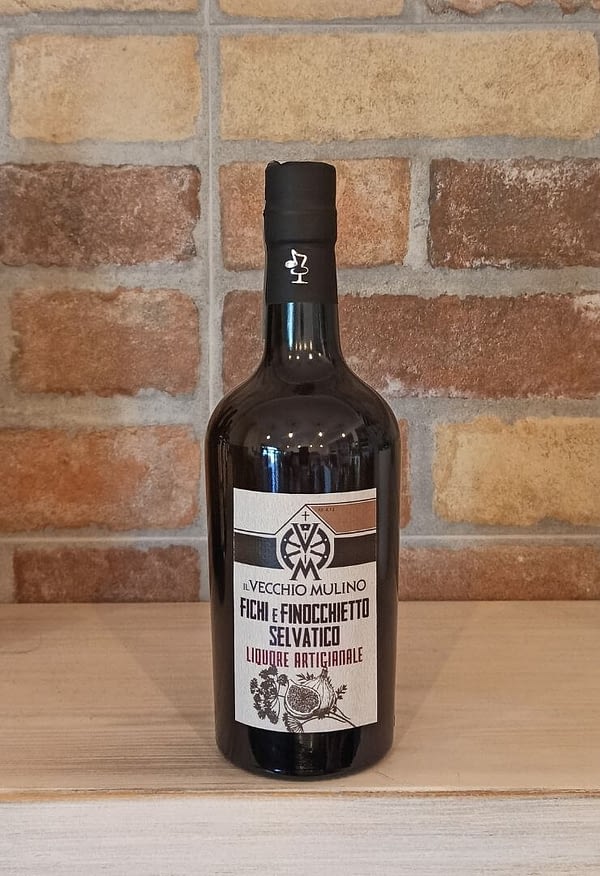 IL VECCHIO MULINO
FICHI E FINOCCHIETTO
SELVATICO
LIQUORE ARTIGIANALE